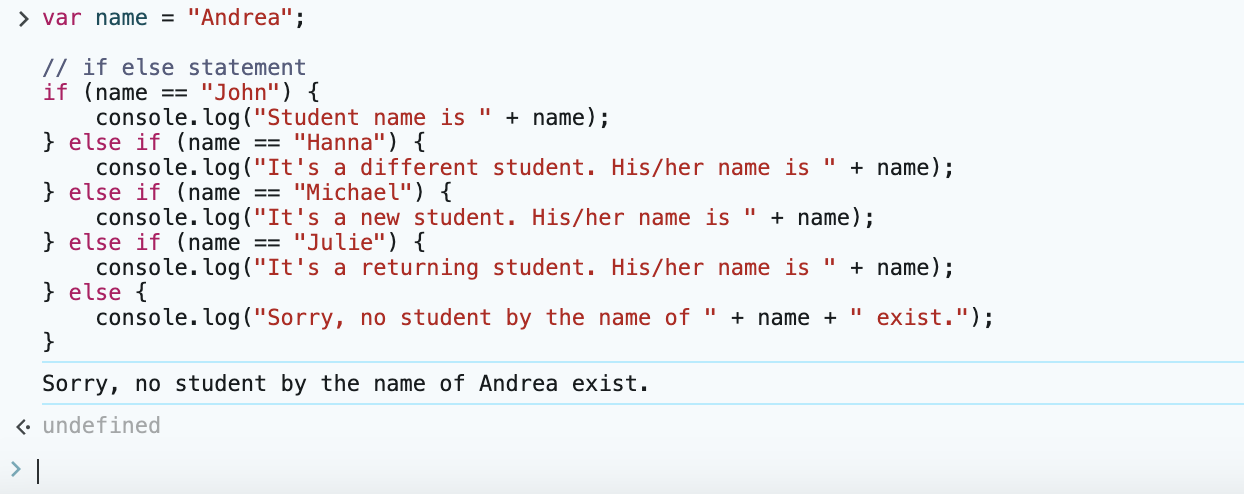 > var name = "Andrea";

// if else statement
if (name == "John") {
    console.log("Student name is " + name);
} else if (name == "Hanna") {
    console.log("It's a different student. His/her name is " + name);
} else if (name == "Michael") {
    console.log("It's a new student. His/her name is " + name);
} else if (name == "Julie") {
    console.log("It's a returning student. His/her name is " + name);
} else {
    console.log("Sorry, no student by the name of " + name + " exist.");
}
Sorry, no student by the name of Andrea exist.
undefined
>